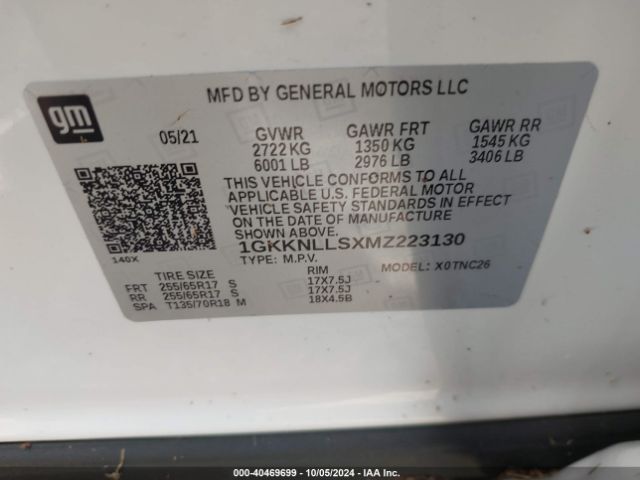 gm
MFD BY GENERAL MOTORS LLC
05/21 GVWR GAWR FRT GAWR RR
2722 KG 1350 KG 1545 KG
6001 LB 2976 LB 3406 LB
THIS VEHICLE CONFORMS TO ALL
APPLICABLE U.S. FEDERAL MOTOR
VEHICLE SAFETY STANDARDS IN EFFECT
ON THE DATE OF MANUFACTURE
SHOWN ABOVE.
1GKKNLLSXMZ223130
140X
TYPE: M.P.V. MODEL: X0TNC26
TIRE SIZE RIM
FRT 255/65R17 S 17X7.5J
RR 255/65R17 S 17X7.5J
SPA T135/70R18 M 18X4.5B
000-40469699 - 10/05/2024 - IAA Inc.